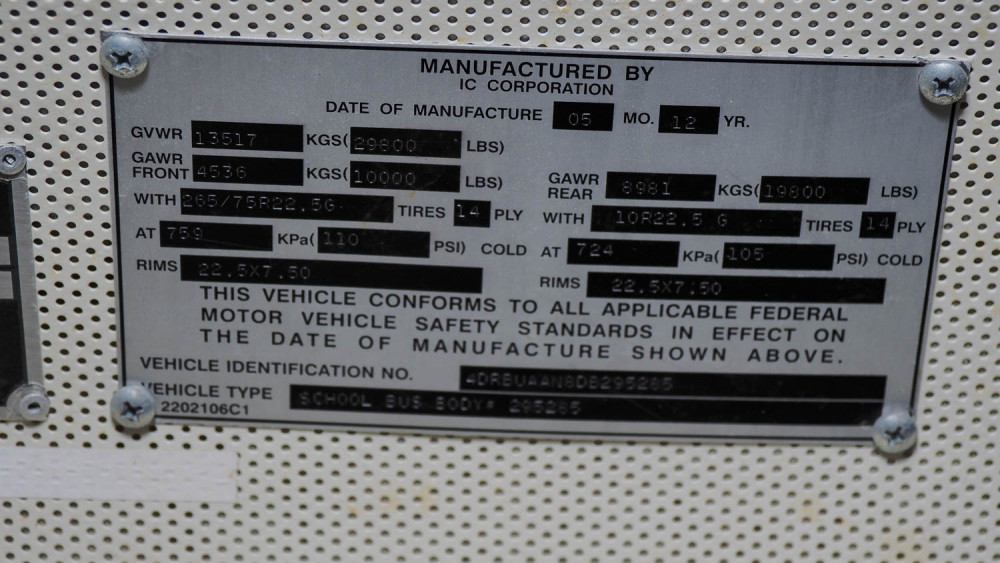 MANUFACTURED BY
IC CORPORATION
DATE OF MANUFACTURE 05 MO. 12 YR.
GVWR 13517 KGS( 29800 LBS)
GAWR FRONT 4536 KGS( 10000 LBS) GAWR REAR 8981 KGS( 19800 LBS)
WITH 265/75R22.5G TIRES 14 PLY WITH 10R22.5 G TIRES 14 PLY
AT 759 KPa( 110 PSI) COLD AT 724 KPa( 105 PSI) COLD
RIMS 22.5X7.50 RIMS 22.5X7.50
THIS VEHICLE CONFORMS TO ALL APPLICABLE FEDERAL
MOTOR VEHICLE SAFETY STANDARDS IN EFFECT ON
THE DATE OF MANUFACTURE SHOWN ABOVE.
VEHICLE IDENTIFICATION NO. 4DRBUAAN8DB295285
VEHICLE TYPE SCHOOL BUS BODY# 295285
2202106C1